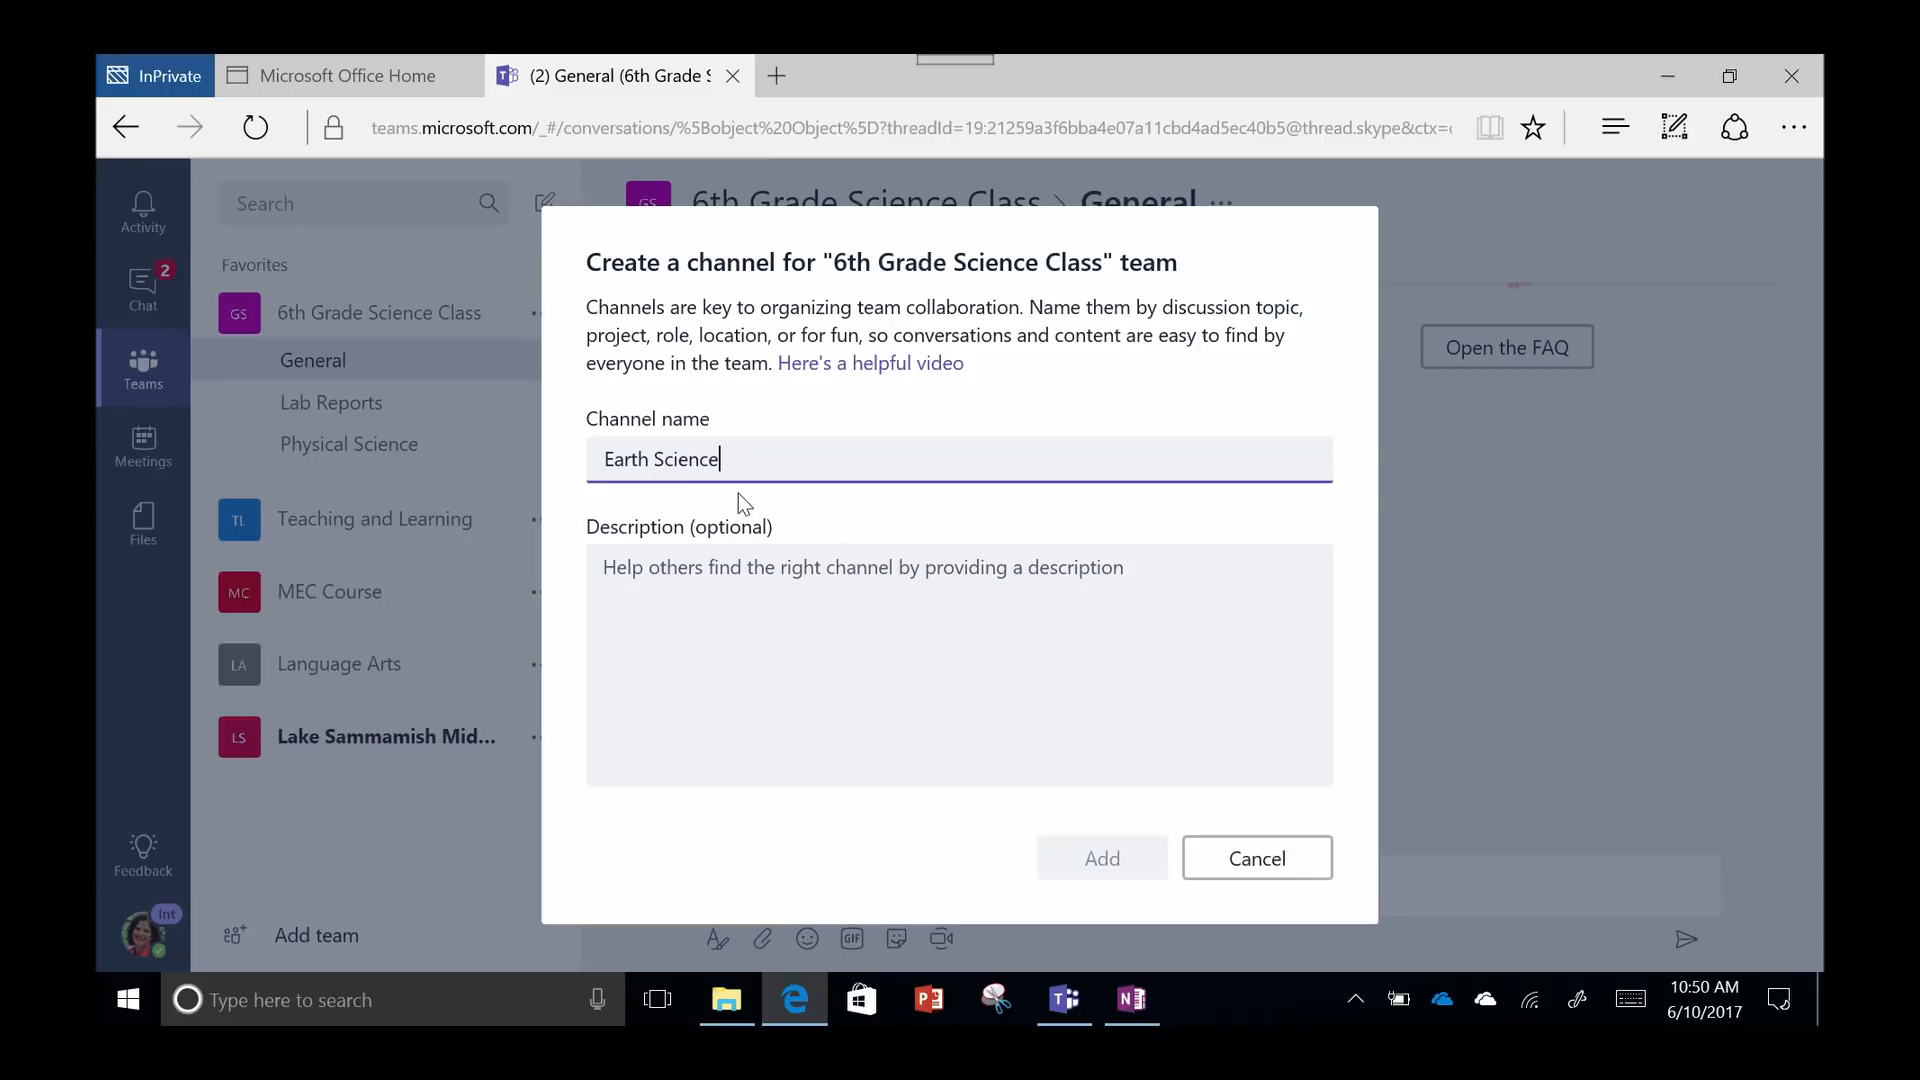 InPrivate
Microsoft Office Home
(2) General (6th Grade S
teams.microsoft.com/_#/conversations/%5Bobject%20Object%5D?threadId=19:21259a3f6bba4e07a11cbd4ad5ec40b5@thread.skype&ctx=c
Activity
2
Chat
Teams
Meetings
Files
Feedback
Int
Search
Favorites
GS 6th Grade Science Class
General
Lab Reports
Physical Science
TL Teaching and Learning
MC MEC Course
LA Language Arts
LS Lake Sammamish Mid...
Add team
GS 6th Grade Science Class > General ...
Open the FAQ
Create a channel for "6th Grade Science Class" team
Channels are key to organizing team collaboration. Name them by discussion topic,
project, role, location, or for fun, so conversations and content are easy to find by
everyone in the team. Here's a helpful video
Channel name
Earth Science
Description (optional)
Help others find the right channel by providing a description
Add
Cancel
GIF
Type here to search
10:50 AM
6/10/2017